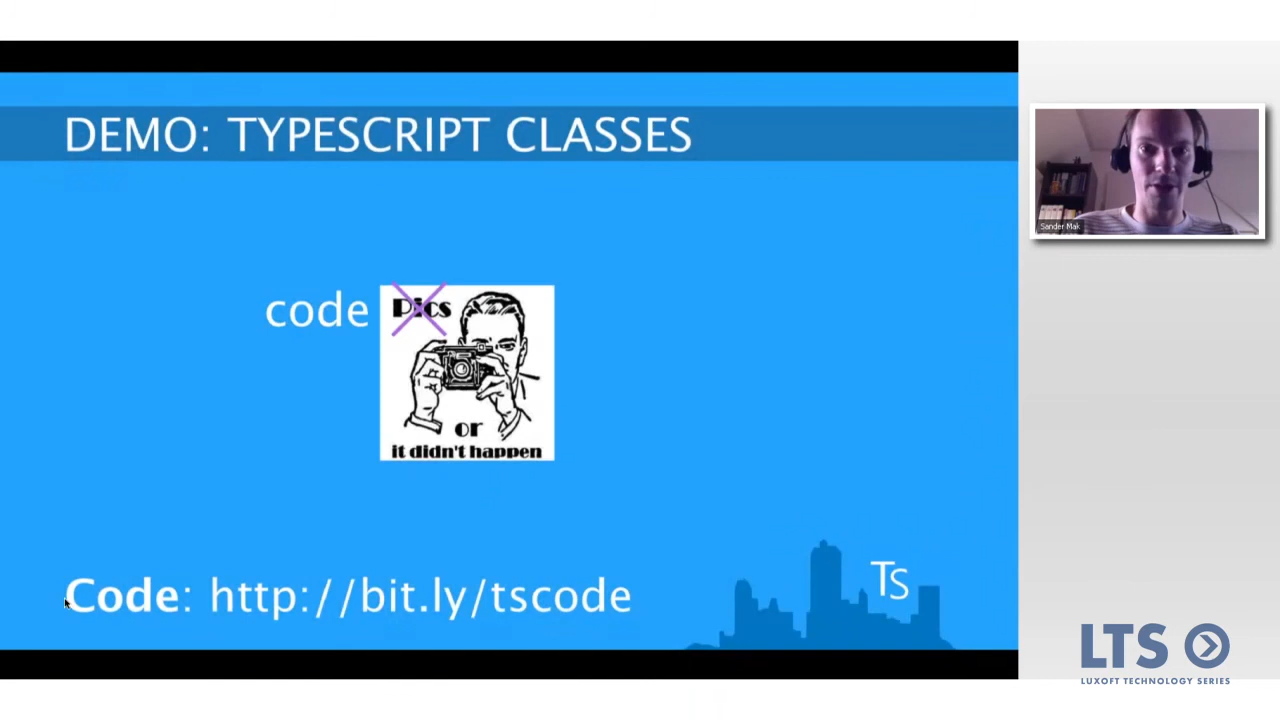 DEMO: TYPESCRIPT CLASSES
code
Pics
or
it didn't happen
Code: http://bit.ly/tscode
Ts
Sander Mak
LTS
LUXOFT TECHNOLOGY SERIES